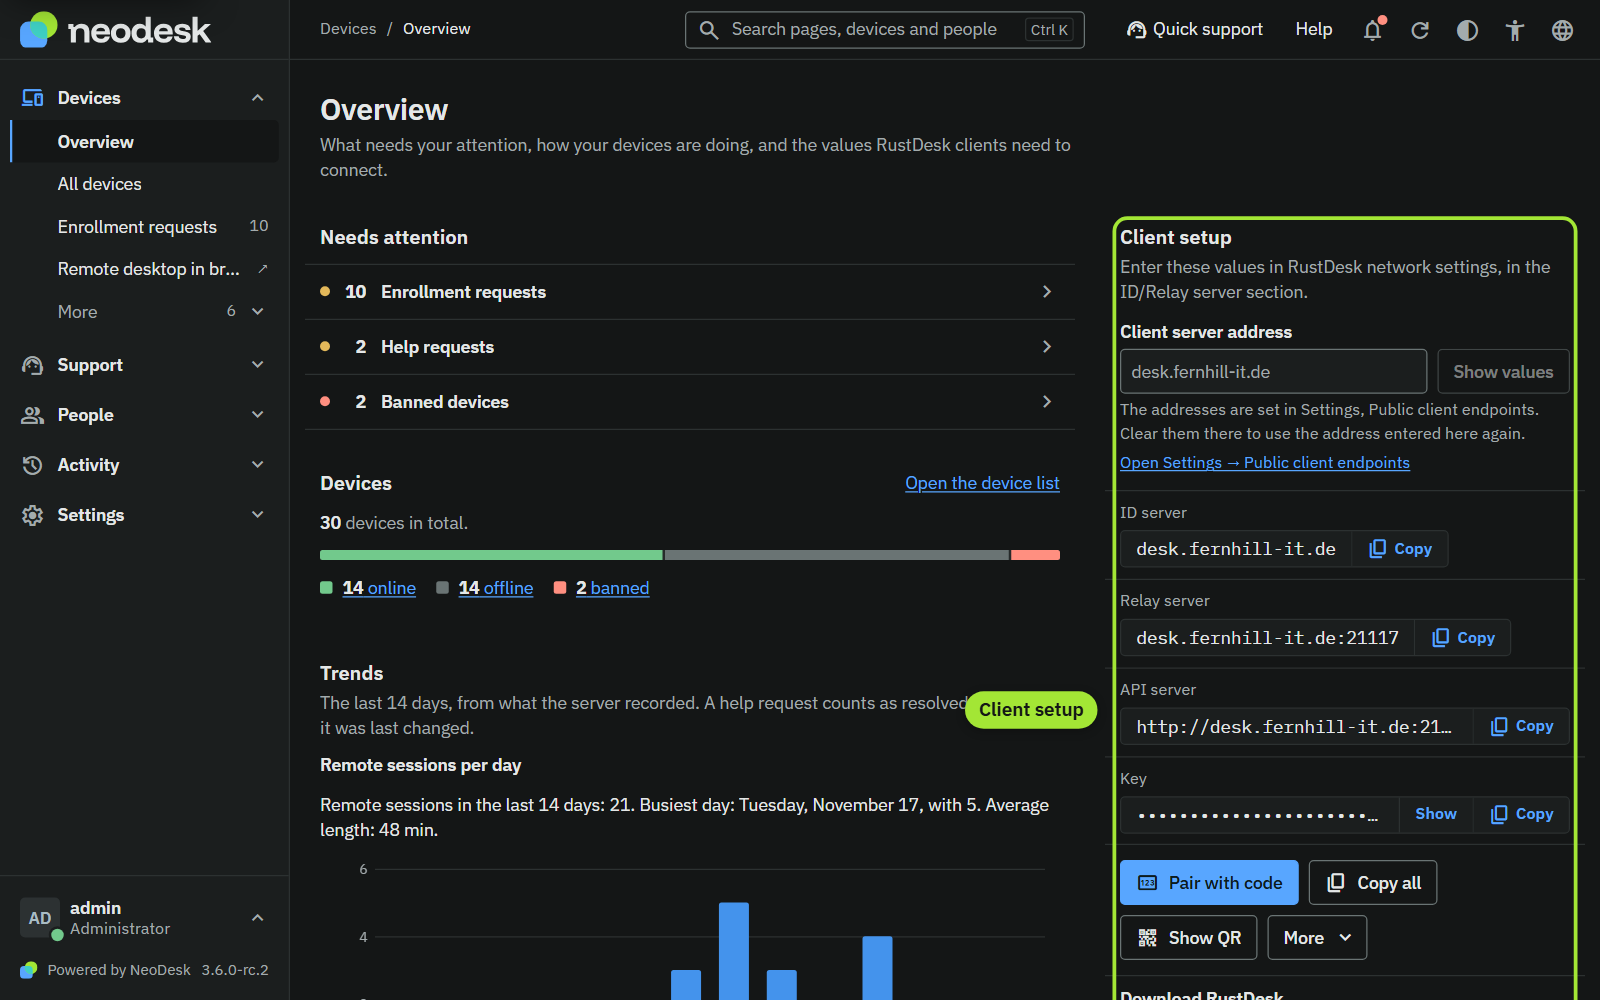 neodesk
Devices / Overview
Search pages, devices and people Ctrl K
Quick support
Help
Devices
Overview
All devices
Enrollment requests 10
Remote desktop in br... ↗
More 6
Support
People
Activity
Settings
AD
admin
Administrator
Powered by NeoDesk 3.6.0-rc.2
Overview
What needs your attention, how your devices are doing, and the values RustDesk clients need to
connect.
Needs attention
10 Enrollment requests
2 Help requests
2 Banned devices
Devices
Open the device list
30 devices in total.
14 online 14 offline 2 banned
Trends
The last 14 days, from what the server recorded. A help request counts as resolved
it was last changed.
Remote sessions per day
Remote sessions in the last 14 days: 21. Busiest day: Tuesday, November 17, with 5. Average
length: 48 min.
6
4
Client setup
Client setup
Enter these values in RustDesk network settings, in the
ID/Relay server section.
Client server address
desk.fernhill-it.de
Show values
The addresses are set in Settings, Public client endpoints.
Clear them there to use the address entered here again.
Open Settings → Public client endpoints
ID server
desk.fernhill-it.de Copy
Relay server
desk.fernhill-it.de:21117 Copy
API server
http://desk.fernhill-it.de:21... Copy
Key
••••••••••••••••••••••… Show Copy
Pair with code
Copy all
Show QR
More
Download RustDesk